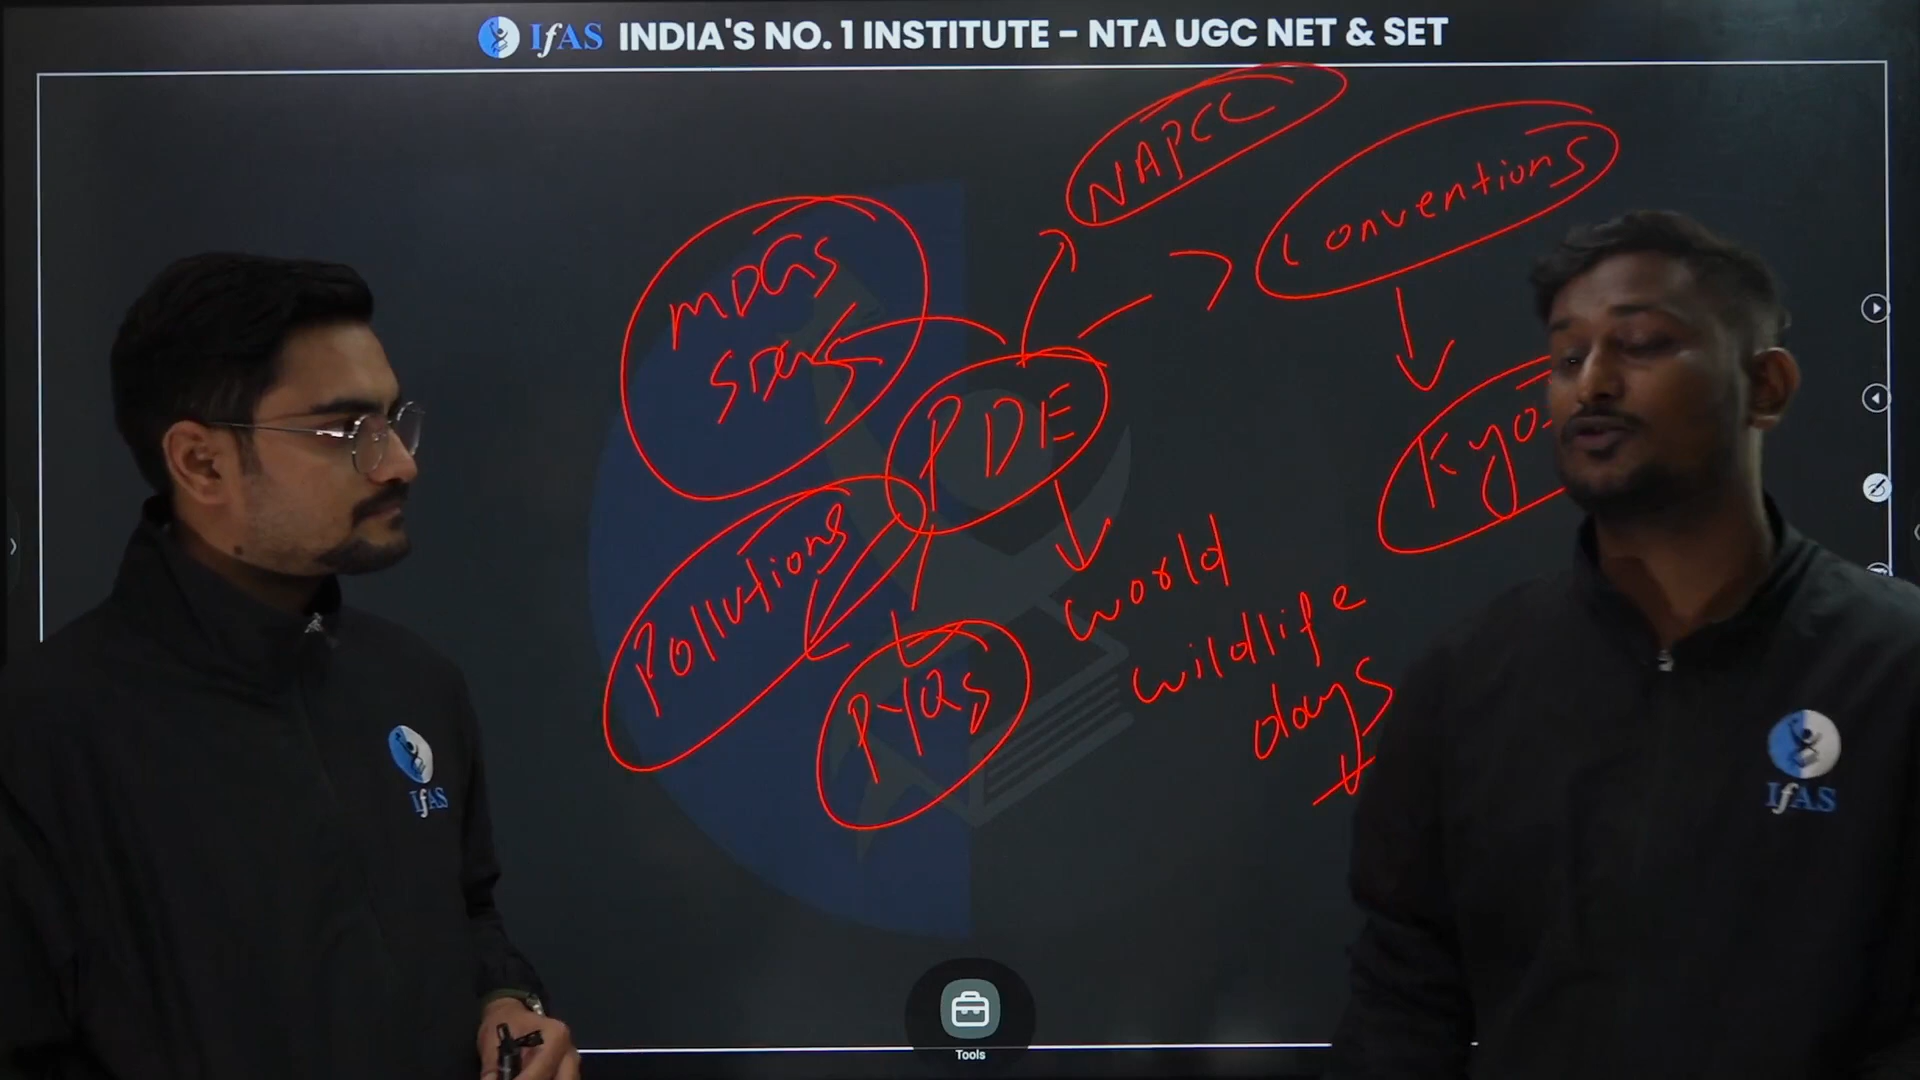 IfAS INDIA'S NO. 1 INSTITUTE - NTA UGC NET & SET
NAPCC
Conventions
MDGs
SDGs
PDE
Kyo
Pollutions
World
wildlife
days
PYQs
IfAS
IfAS
Tools